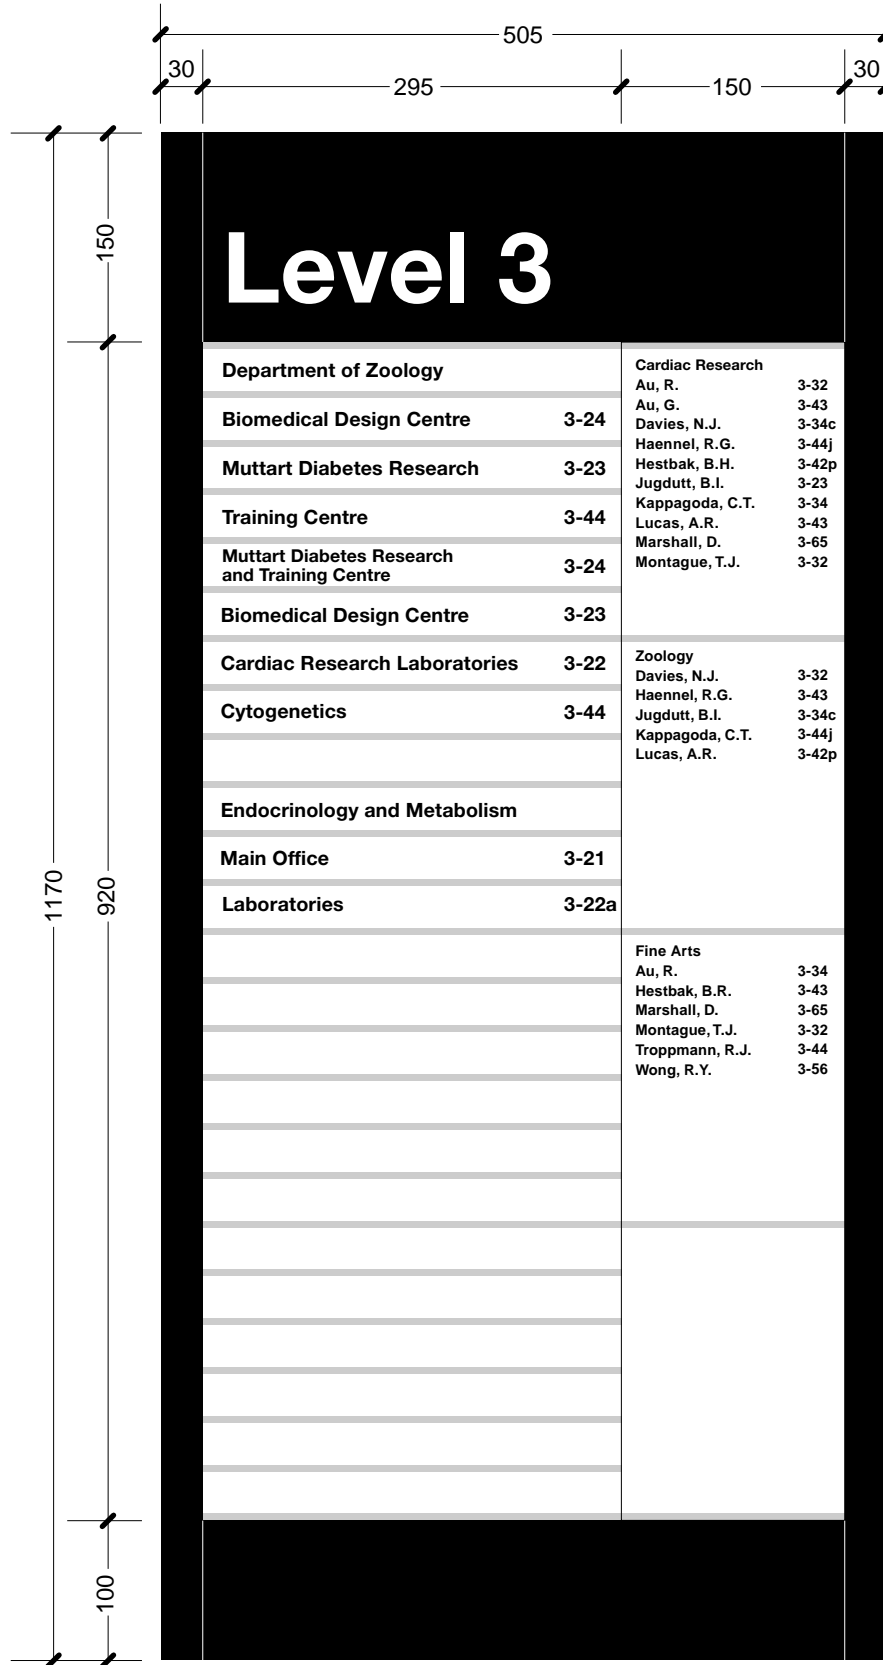 505
30 295 150 30
150
920
1170
100
Level 3
Department of Zoology
Biomedical Design Centre 3-24
Muttart Diabetes Research 3-23
Training Centre 3-44
Muttart Diabetes Research
and Training Centre 3-24
Biomedical Design Centre 3-23
Cardiac Research Laboratories 3-22
Cytogenetics 3-44
Endocrinology and Metabolism
Main Office 3-21
Laboratories 3-22a
Cardiac Research
Au, R. 3-32
Au, G. 3-43
Davies, N.J. 3-34c
Haennel, R.G. 3-44j
Hestbak, B.H. 3-42p
Jugdutt, B.I. 3-23
Kappagoda, C.T. 3-34
Lucas, A.R. 3-43
Marshall, D. 3-65
Montague, T.J. 3-32
Zoology
Davies, N.J. 3-32
Haennel, R.G. 3-43
Jugdutt, B.I. 3-34c
Kappagoda, C.T. 3-44j
Lucas, A.R. 3-42p
Fine Arts
Au, R. 3-34
Hestbak, B.R. 3-43
Marshall, D. 3-65
Montague, T.J. 3-32
Troppmann, R.J. 3-44
Wong, R.Y. 3-56